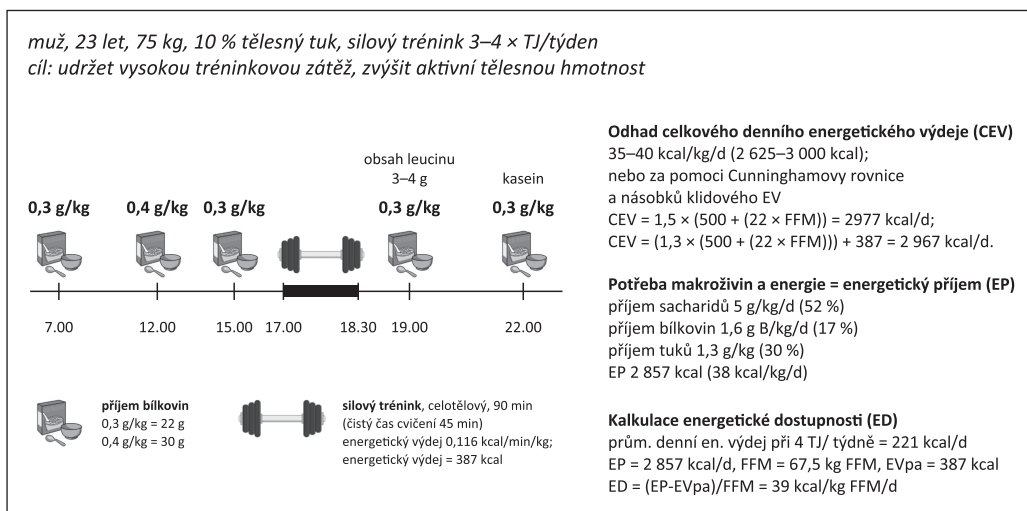 muž, 23 let, 75 kg, 10 % tělesný tuk, silový trénink 3–4 × TJ/týden
cíl: udržet vysokou tréninkovou zátěž, zvýšit aktivní tělesnou hmotnost
obsah leucinu
3–4 g
kasein
0,3 g/kg 0,4 g/kg 0,3 g/kg 0,3 g/kg 0,3 g/kg
7.00 12.00 15.00 17.00 18.30 19.00 22.00
příjem bílkovin
0,3 g/kg = 22 g
0,4 g/kg = 30 g
silový trénink, celotělový, 90 min
(čistý čas cvičení 45 min)
energetický výdej 0,116 kcal/min/kg;
energetický výdej = 387 kcal
Odhad celkového denního energetického výdeje (CEV)
35–40 kcal/kg/d (2 625–3 000 kcal);
nebo za pomoci Cunninghamovy rovnice
a násobků klidového EV
CEV = 1,5 × (500 + (22 × FFM)) = 2977 kcal/d;
CEV = (1,3 × (500 + (22 × FFM))) + 387 = 2 967 kcal/d.
Potřeba makroživin a energie = energetický příjem (EP)
příjem sacharidů 5 g/kg/d (52 %)
příjem bílkovin 1,6 g B/kg/d (17 %)
příjem tuků 1,3 g/kg (30 %)
EP 2 857 kcal (38 kcal/kg/d)
Kalkulace energetické dostupnosti (ED)
prům. denní en. výdej při 4 TJ/ týdně = 221 kcal/d
EP = 2 857 kcal/d, FFM = 67,5 kg FFM, EVpa = 387 kcal
ED = (EP-EVpa)/FFM = 39 kcal/kg FFM/d